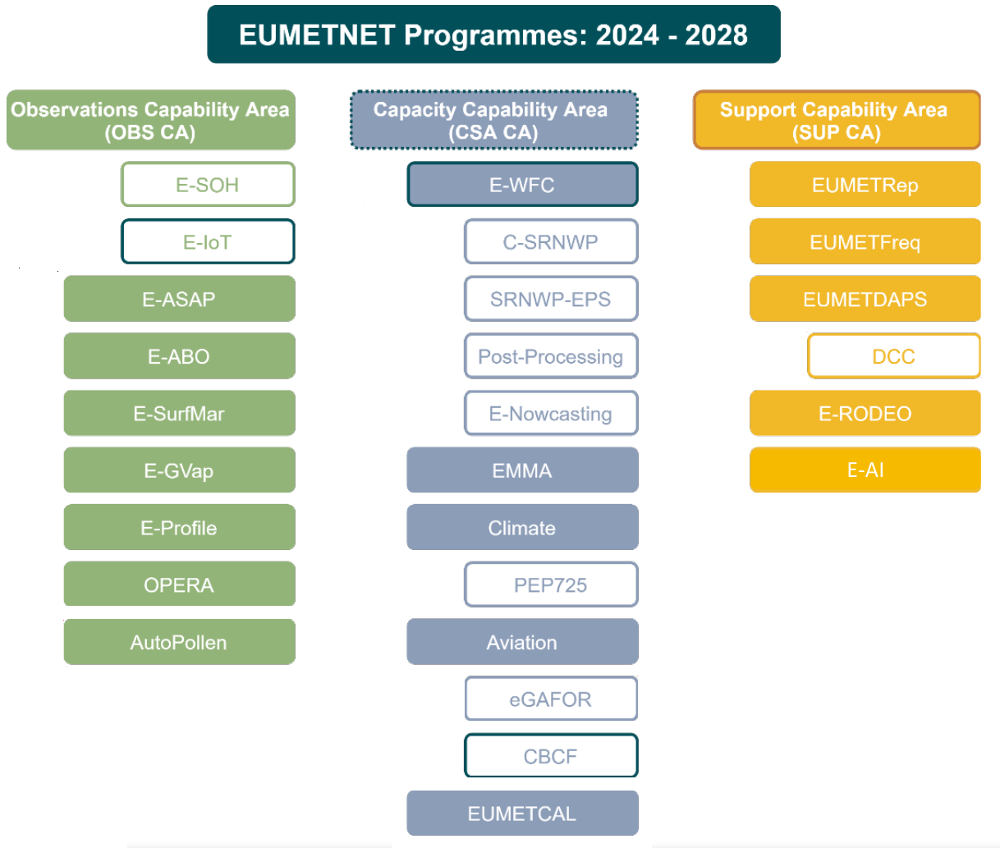 EUMETNET Programmes: 2024 - 2028
Observations Capability Area
(OBS CA)
E-SOH
E-IoT
E-ASAP
E-ABO
E-SurfMar
E-GVap
E-Profile
OPERA
AutoPollen
Capacity Capability Area
(CSA CA)
E-WFC
C-SRNWP
SRNWP-EPS
Post-Processing
E-Nowcasting
EMMA
Climate
PEP725
Aviation
eGAFOR
CBCF
EUMETCAL
Support Capability Area
(SUP CA)
EUMETRep
EUMETFreq
EUMETDAPS
DCC
E-RODEO
E-AI